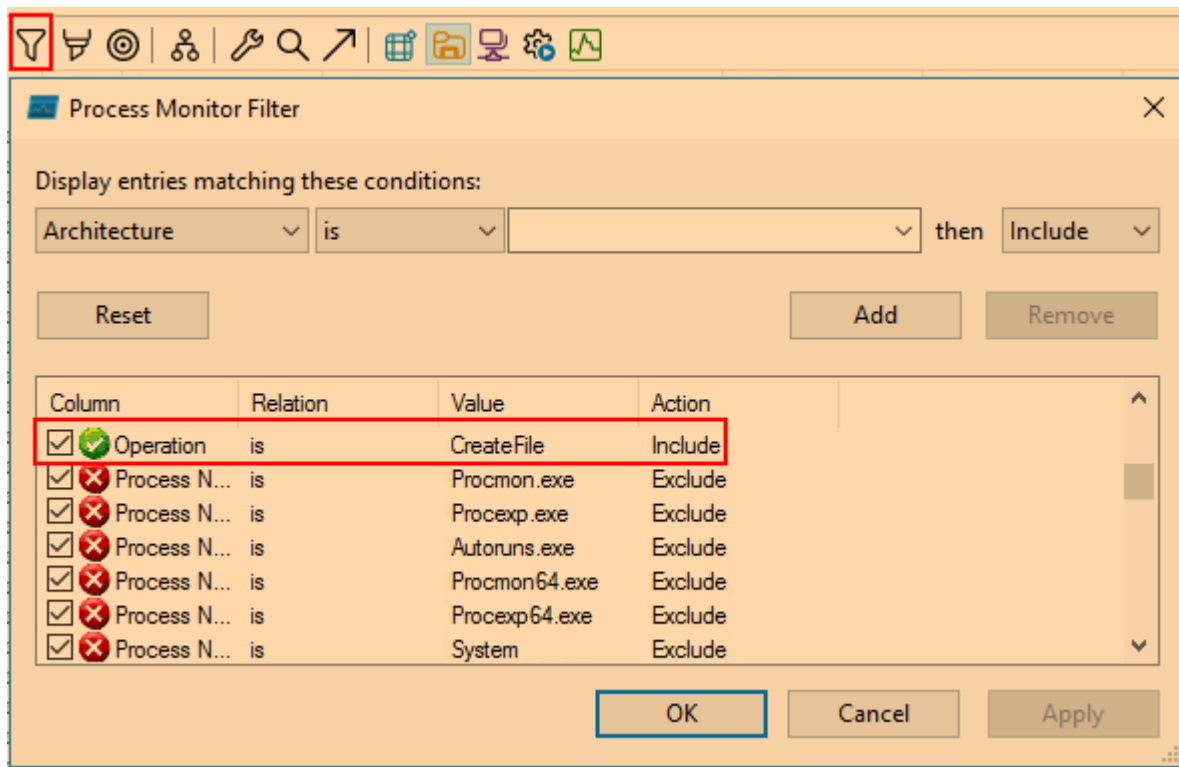 Process Monitor Filter
Display entries matching these conditions:
Architecture is then Include
Reset Add Remove
Column Relation Value Action
Operation is CreateFile Include
Process N... is Procmon.exe Exclude
Process N... is Procexp.exe Exclude
Process N... is Autoruns.exe Exclude
Process N... is Procmon64.exe Exclude
Process N... is Procexp64.exe Exclude
Process N... is System Exclude
OK Cancel Apply